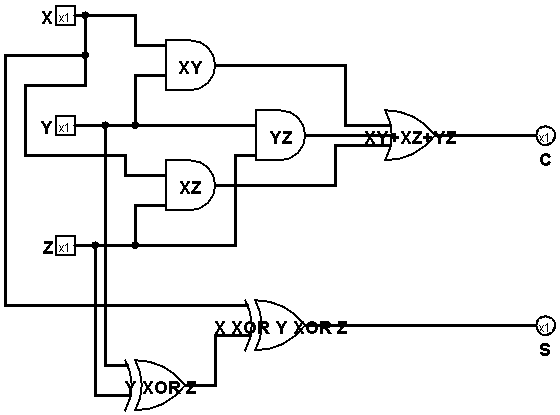 X x1
XY
Y x1
YZ
XY+XZ+YZ
x1
C
XZ
Z x1
X XOR Y XOR Z
x1
S
Y XOR Z